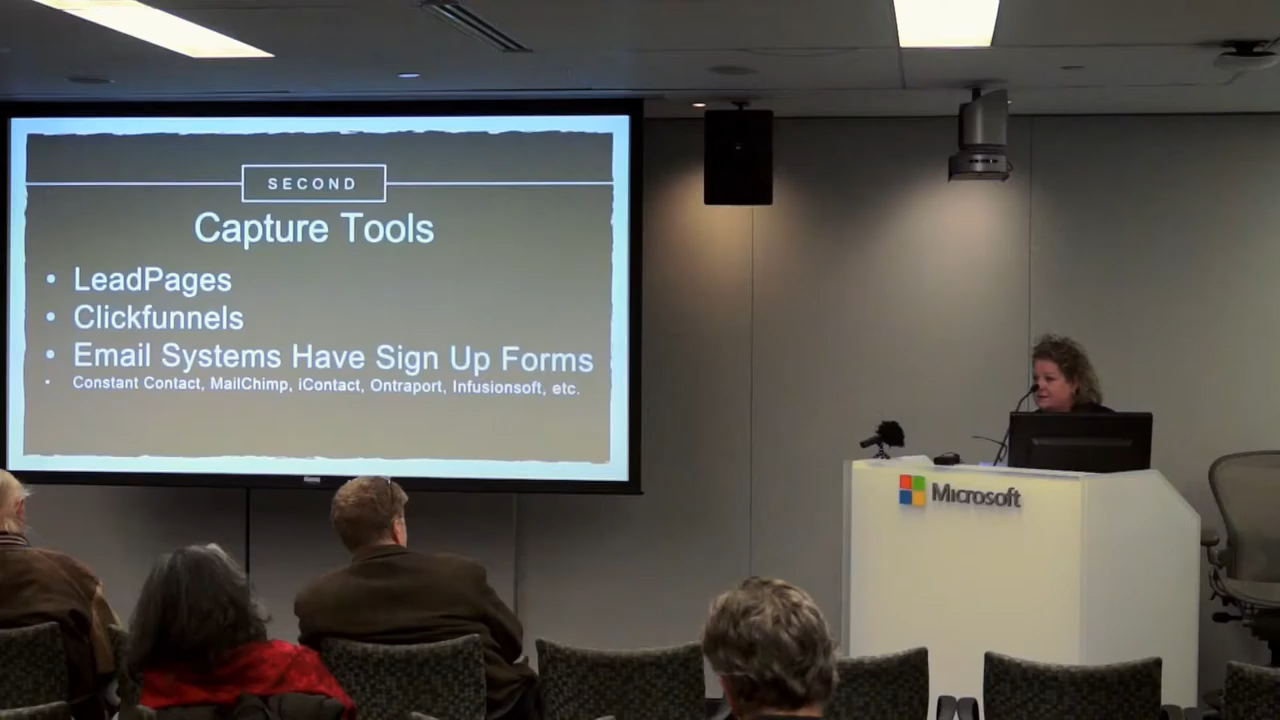 SECOND
Capture Tools
• LeadPages
• Clickfunnels
• Email Systems Have Sign Up Forms
• Constant Contact, MailChimp, iContact, Ontraport, Infusionsoft, etc.
Microsoft